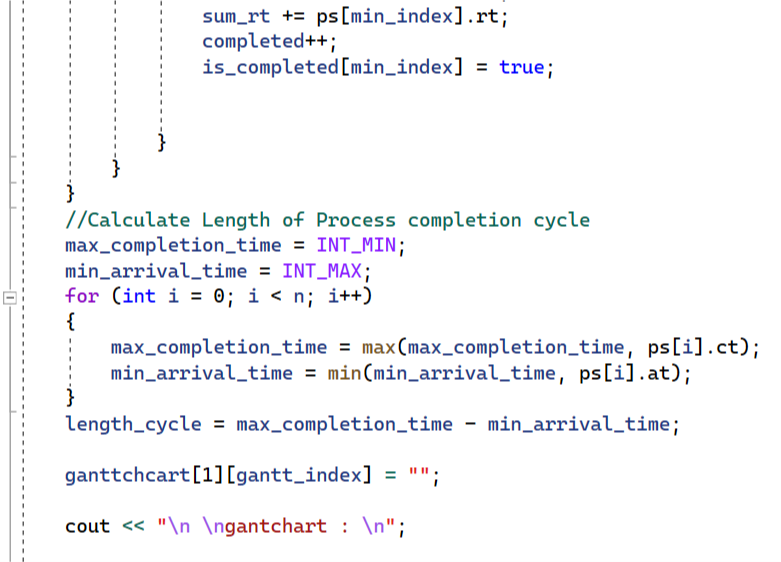 sum_rt += ps[min_index].rt;
completed++;
is_completed[min_index] = true;
}
}
}
//Calculate Length of Process completion cycle
max_completion_time = INT_MIN;
min_arrival_time = INT_MAX;
for (int i = 0; i < n; i++)
{
max_completion_time = max(max_completion_time, ps[i].ct);
min_arrival_time = min(min_arrival_time, ps[i].at);
}
length_cycle = max_completion_time - min_arrival_time;
ganttchcart[1][gantt_index] = "";
cout << "\n \ngantchart : \n";